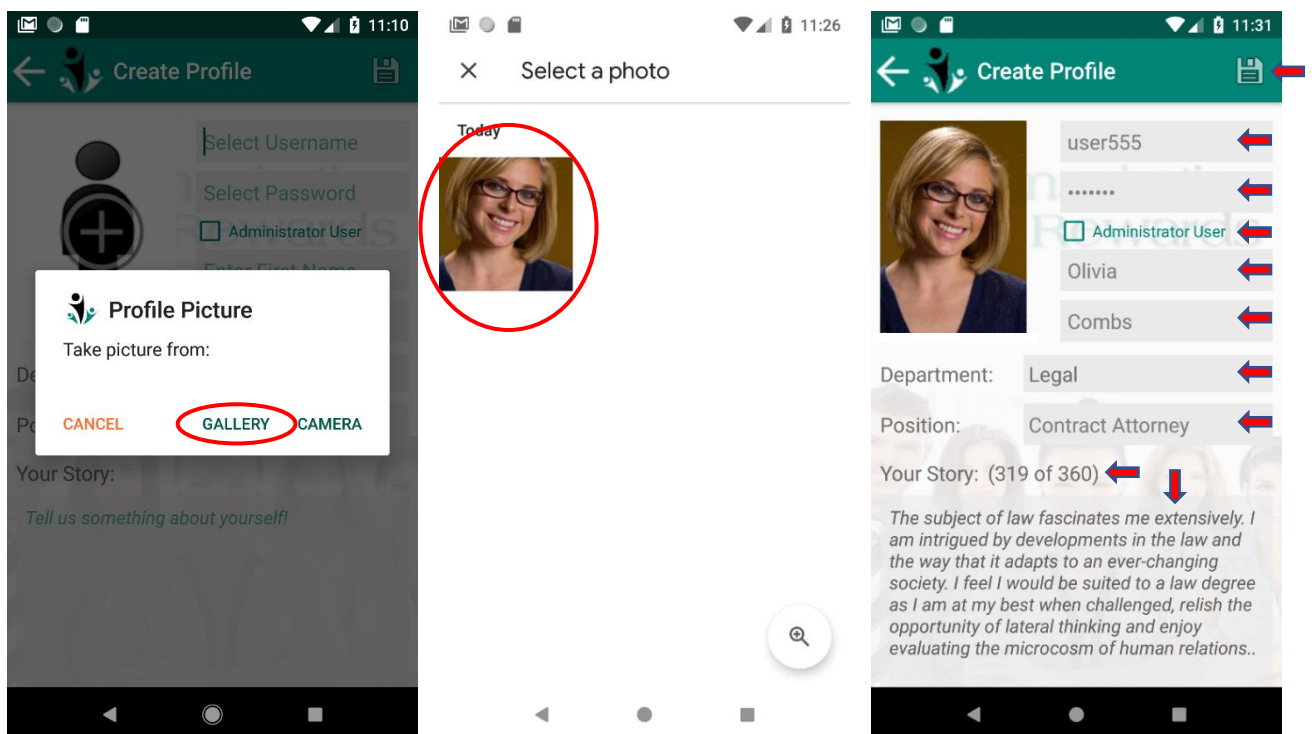 11:10
Create Profile
Select Username
Select Password
Administrator User
Enter First Name
Profile Picture
Take picture from:
CANCEL GALLERY CAMERA
Your Story:
Tell us something about yourself!
11:26
Select a photo
Today
11:31
Create Profile
user555
•••••••
Administrator User
Rewards
Olivia
Combs
Department: Legal
Position: Contract Attorney
Your Story: (319 of 360)
The subject of law fascinates me extensively. I
am intrigued by developments in the law and
the way that it adapts to an ever-changing
society. I feel I would be suited to a law degree
as I am at my best when challenged, relish the
opportunity of lateral thinking and enjoy
evaluating the microcosm of human relations..